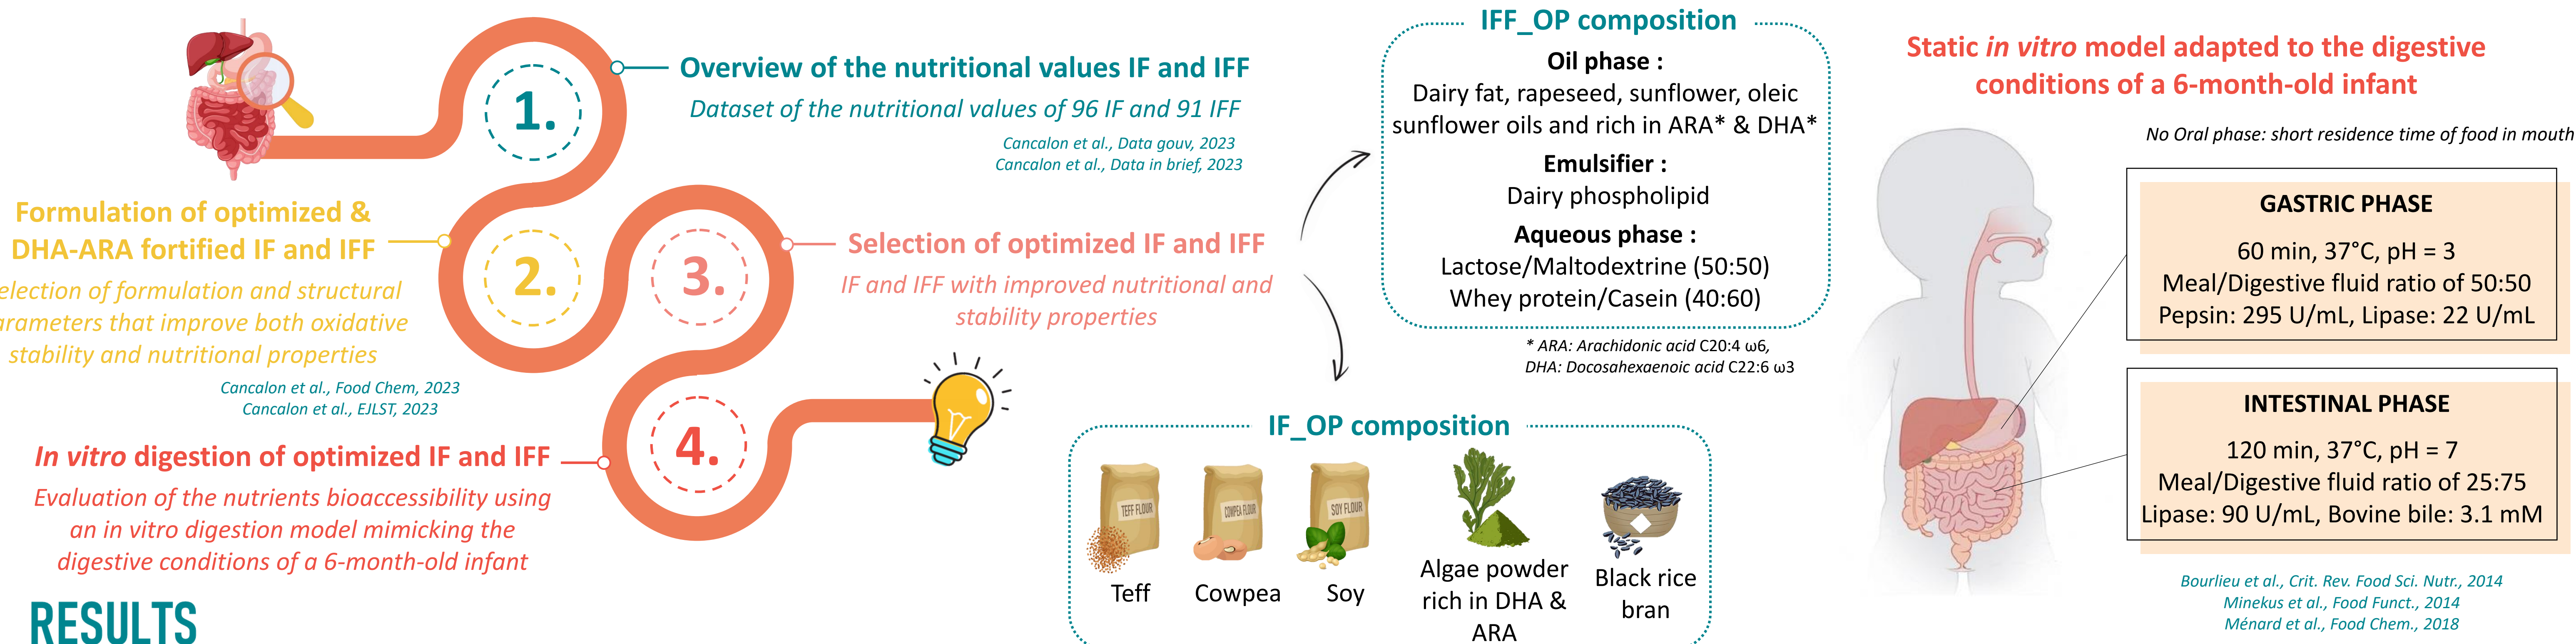 1.
Overview of the nutritional values IF and IFF
Dataset of the nutritional values of 96 IF and 91 IFF
Cancalon et al., Data gouv, 2023
Cancalon et al., Data in brief, 2023
Formulation of optimized &
DHA-ARA fortified IF and IFF
election of formulation and structural
arameters that improve both oxidative
stability and nutritional properties
Cancalon et al., Food Chem, 2023
Cancalon et al., EJLST, 2023
2.
3.
Selection of optimized IF and IFF
IF and IFF with improved nutritional and
stability properties
4.
In vitro digestion of optimized IF and IFF
Evaluation of the nutrients bioaccessibility using
an in vitro digestion model mimicking the
digestive conditions of a 6-month-old infant
IFF_OP composition
Oil phase :
Dairy fat, rapeseed, sunflower, oleic
sunflower oils and rich in ARA* & DHA*
Emulsifier :
Dairy phospholipid
Aqueous phase :
Lactose/Maltodextrine (50:50)
Whey protein/Casein (40:60)
* ARA: Arachidonic acid C20:4 ω6,
DHA: Docosahexaenoic acid C22:6 ω3
IF_OP composition
TEFF FLOUR
COWPEA FLOUR
SOY FLOUR
Teff
Cowpea
Soy
Algae powder
rich in DHA &
ARA
Black rice
bran
Static in vitro model adapted to the digestive
conditions of a 6-month-old infant
No Oral phase: short residence time of food in mouth
GASTRIC PHASE
60 min, 37°C, pH = 3
Meal/Digestive fluid ratio of 50:50
Pepsin: 295 U/mL, Lipase: 22 U/mL
INTESTINAL PHASE
120 min, 37°C, pH = 7
Meal/Digestive fluid ratio of 25:75
Lipase: 90 U/mL, Bovine bile: 3.1 mM
Bourlieu et al., Crit. Rev. Food Sci. Nutr., 2014
Minekus et al., Food Funct., 2014
Ménard et al., Food Chem., 2018
RESULTS